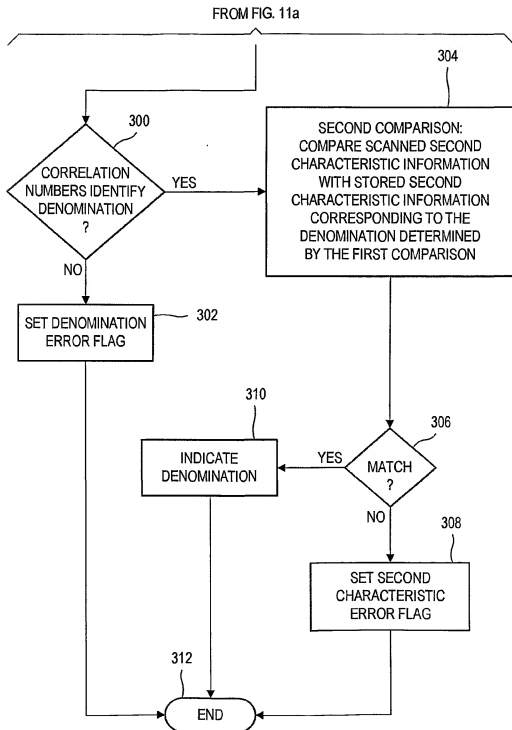 FROM FIG. 11a
300
CORRELATION
NUMBERS IDENTIFY
DENOMINATION
?
YES
NO
304
SECOND COMPARISON:
COMPARE SCANNED SECOND
CHARACTERISTIC INFORMATION
WITH STORED SECOND
CHARACTERISTIC INFORMATION
CORRESPONDING TO THE
DENOMINATION DETERMINED
BY THE FIRST COMPARISON
302
SET DENOMINATION
ERROR FLAG
310
INDICATE
DENOMINATION
YES
306
MATCH
?
NO
308
SET SECOND
CHARACTERISTIC
ERROR FLAG
312
END